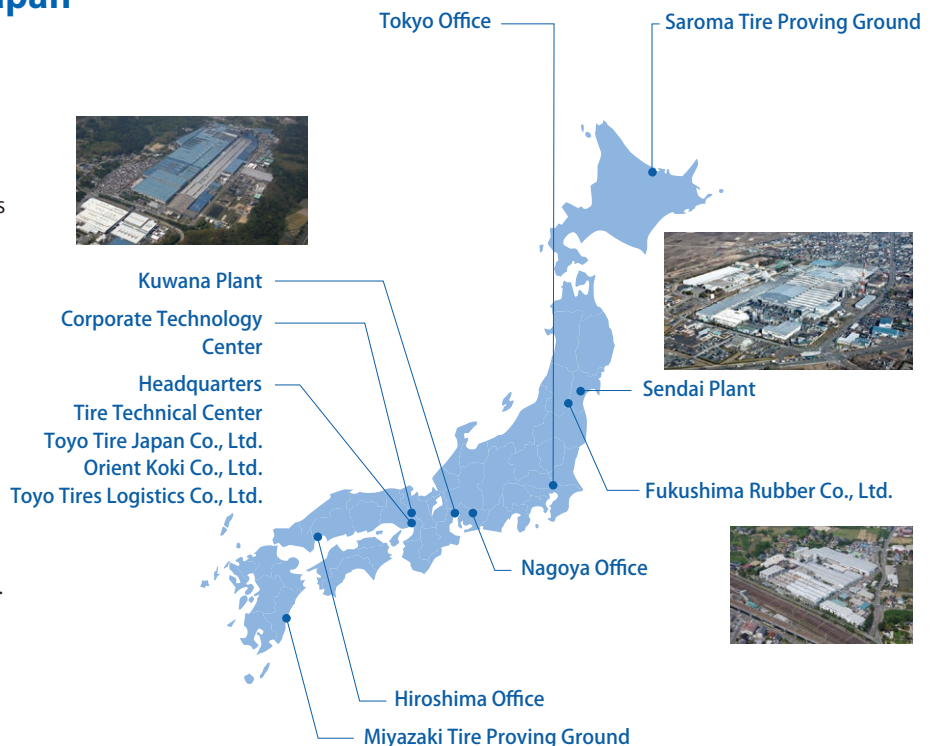 pan
Tokyo Office
Saroma Tire Proving Ground
s
Kuwana Plant
Corporate Technology
Center
Headquarters
Tire Technical Center
Toyo Tire Japan Co., Ltd.
Orient Koki Co., Ltd.
Toyo Tires Logistics Co., Ltd.
Sendai Plant
Fukushima Rubber Co., Ltd.
Nagoya Office
.
Hiroshima Office
Miyazaki Tire Proving Ground